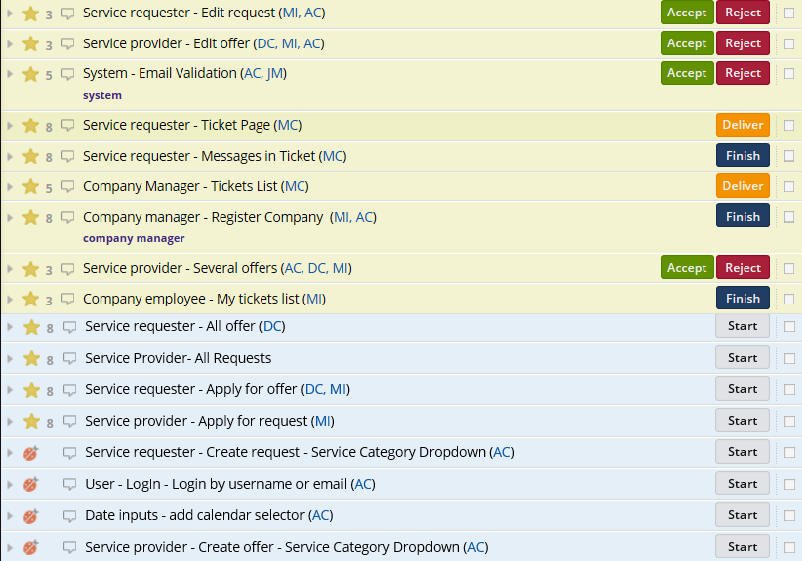 3 Service requester - Edit request (MI, AC) Accept Reject
3 Service provider - Edit offer (DC, MI, AC) Accept Reject
5 System - Email Validation (AC, JM) Accept Reject
system
8 Service requester - Ticket Page (MC) Deliver
8 Service requester - Messages in Ticket (MC) Finish
5 Company Manager - Tickets List (MC) Deliver
8 Company manager - Register Company (MI, AC) Finish
company manager
3 Service provider - Several offers (AC, DC, MI) Accept Reject
3 Company employee - My tickets list (MI) Finish
8 Service requester - All offer (DC) Start
8 Service Provider- All Requests Start
8 Service requester - Apply for offer (DC, MI) Start
8 Service provider - Apply for request (MI) Start
Service requester - Create request - Service Category Dropdown (AC) Start
User - LogIn - Login by username or email (AC) Start
Date inputs - add calendar selector (AC) Start
Service provider - Create offer - Service Category Dropdown (AC) Start